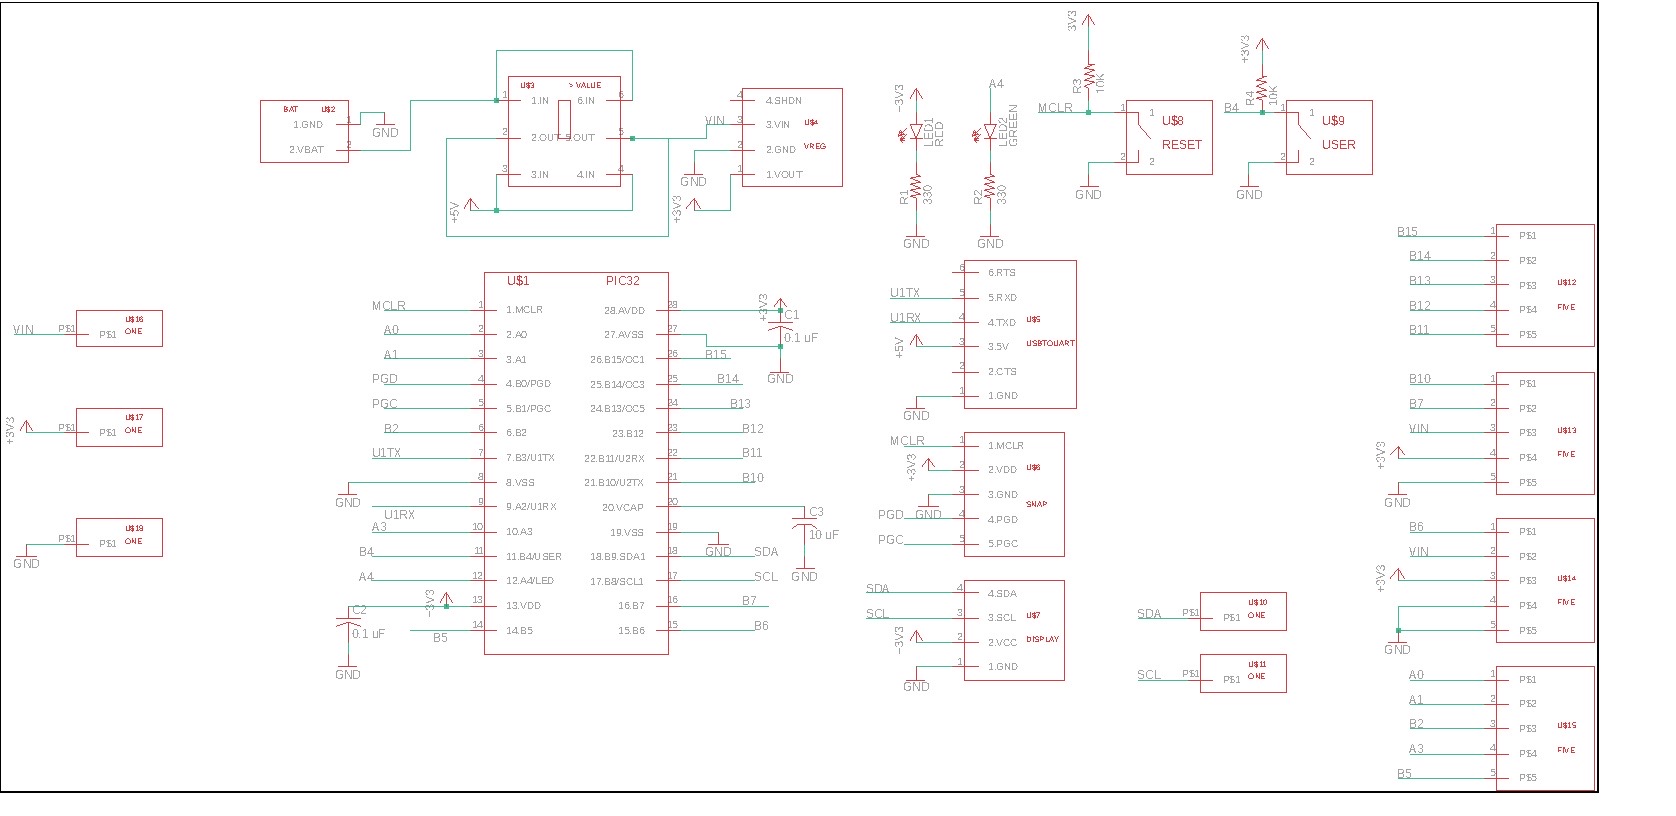 BAT U$2
1.GND 1
2.VBAT 2
GND
U$3 >VALUE
1 1.IN 6.IN 6
2 2.OUT 5.OUT 5
3 3.IN 4.IN 4
+5V
VIN
4 4.SHDN
3 3.VIN U$4
2 2.GND VREG
1 1.VOUT
GND
+3V3
+3V3
LED1
RED
R1
330
GND
A4
LED2
GREEN
R2
330
GND
3V3
R3
10K
MCLR
1 1
U$8
RESET
2 2
GND
+3V3
R4
10K
B4
1 1
U$9
USER
2 2
GND
VIN P$1 P$1 U$16
ONE
+3V3 P$1 P$1 U$17
ONE
GND P$1 P$1 U$18
ONE
U$1 PIC32
MCLR 1 1.MCLR 28.AVDD 28
A0 2 2.A0 27.AVSS 27
A1 3 3.A1 26.B15/OC1 26 B15
PGD 4 4.B0/PGD 25.B14/OC3 25 B14
PGC 5 5.B1/PGC 24.B13/OC5 24 B13
B2 6 6.B2 23.B12 23 B12
U1TX 7 7.B3/U1TX 22.B11/U2RX 22 B11
GND 8 8.VSS 21.B10/U2TX 21 B10
U1RX 9 9.A2/U1RX 20.VCAP 20
A3 10 10.A3 19.VSS 19 GND
B4 11 11.B4/USER 18.B9.SDA1 18 SDA
A4 12 12.A4/LED 17.B8/SCL1 17 SCL
+3V3 13 13.VDD 16.B7 16 B7
B5 14 14.B5 15.B6 15 B6
C2
0.1 uF
GND
+3V3
C1
0.1 uF
GND
C3
10 uF
GND
6 6.RTS
U1TX 5 5.RXD
U1RX 4 4.TXD U$5
+5V 3 3.5V USBTOUART
2 2.CTS
GND 1 1.GND
MCLR 1 1.MCLR
+3V3 2 2.VDD U$6
GND 3 3.GND SNAP
PGD 4 4.PGD
PGC 5 5.PGC
SDA 4 4.SDA
SCL 3 3.SCL U$7
+3V3 2 2.VCC DISPLAY
GND 1 1.GND
SDA P$1 P$1 U$10
ONE
SCL P$1 P$1 U$11
ONE
B15 1 P$1
B14 2 P$2
B13 3 P$3 U$12
B12 4 P$4 FIVE
B11 5 P$5
B10 1 P$1
B7 2 P$2
VIN 3 P$3 U$13
+3V3 4 P$4 FIVE
GND 5 P$5
B6 1 P$1
VIN 2 P$2
+3V3 3 P$3 U$14
4 P$4 FIVE
GND 5 P$5
A0 1 P$1
A1 2 P$2
B2 3 P$3 U$15
A3 4 P$4 FIVE
B5 5 P$5